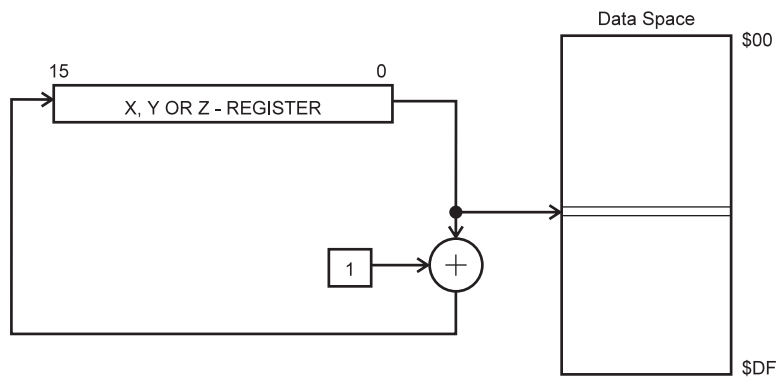 Data Space
$00
15
0
X, Y OR Z - REGISTER
1
+
$DF